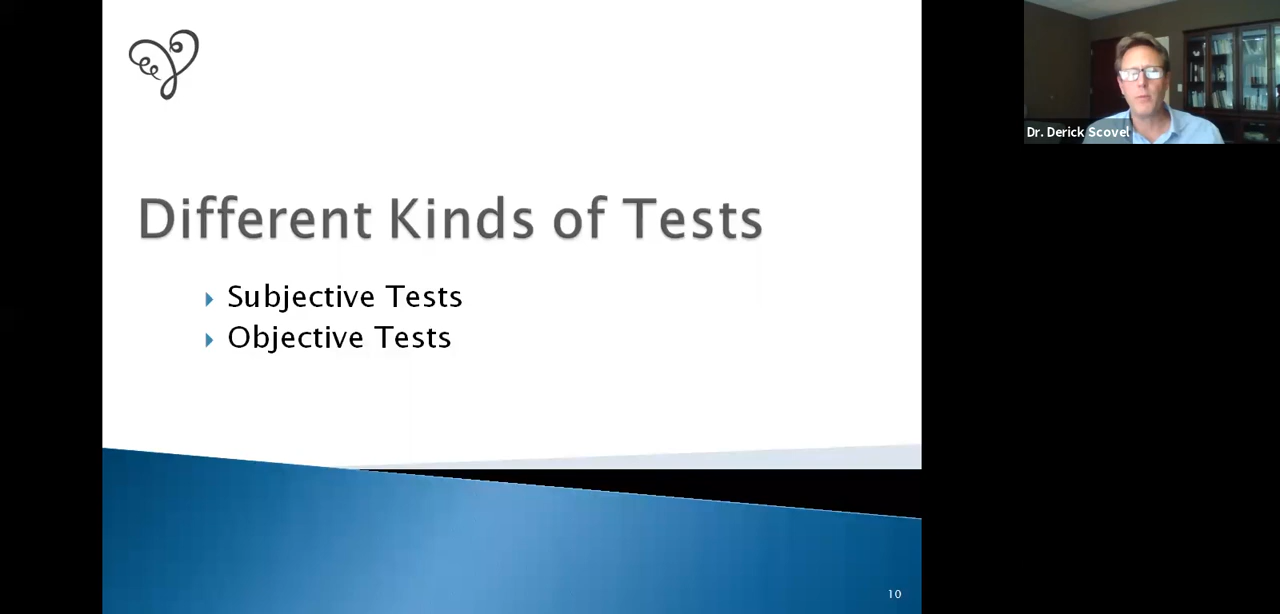 Different Kinds of Tests
Subjective Tests
Objective Tests
10
Dr. Derick Scovel